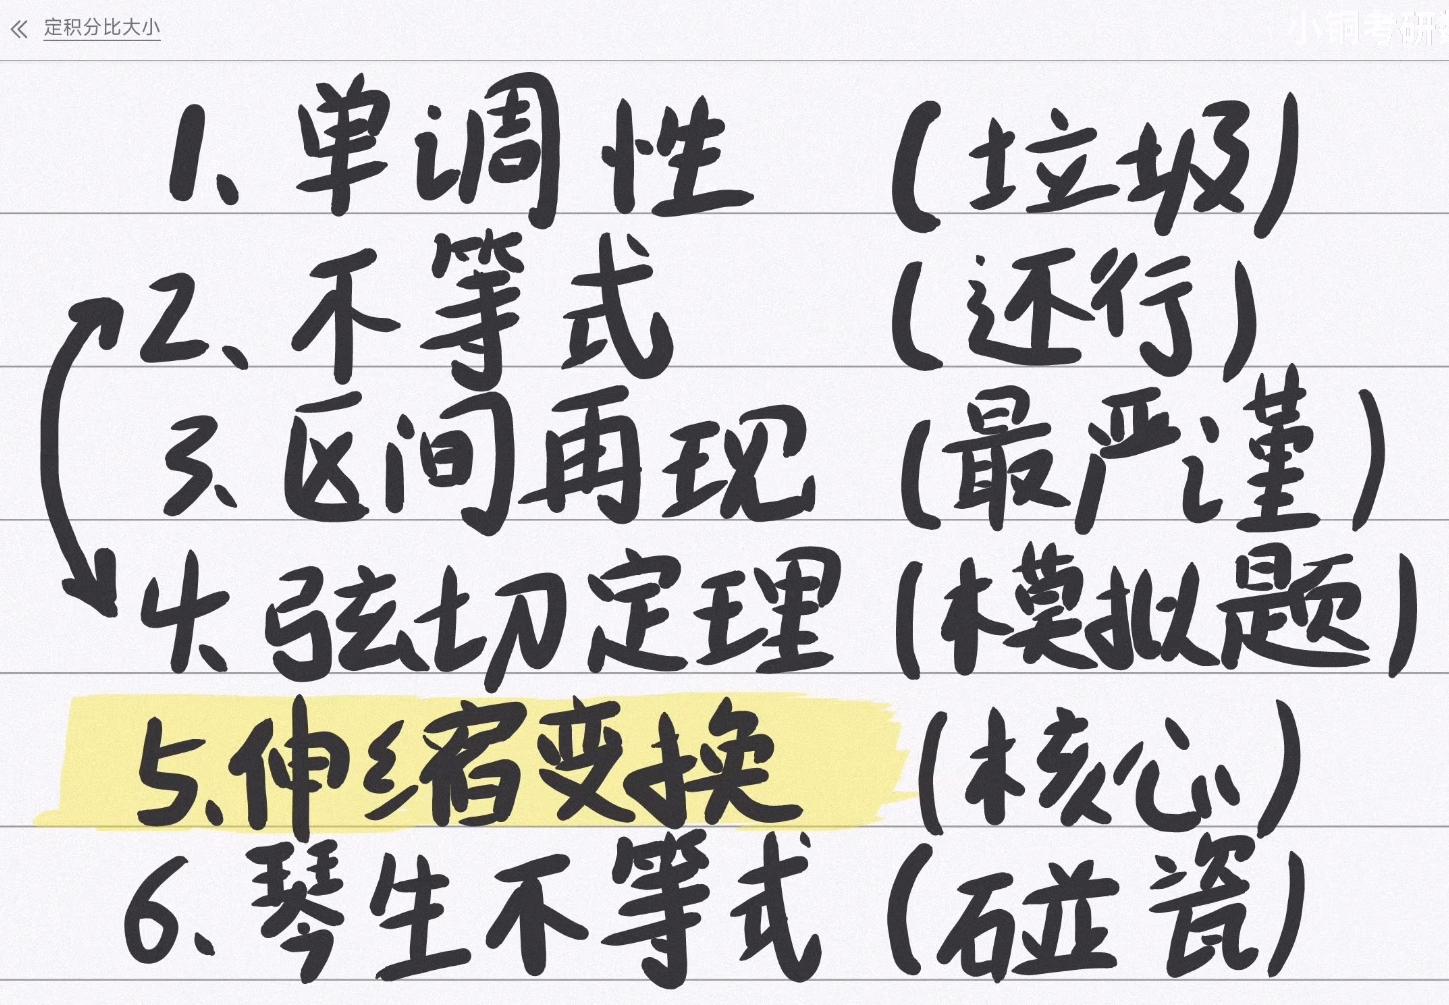 定积分比大小
小铜考研
1、单调性 (垃圾)
2、不等式 (还行)
3、区间再现 (最严谨)
4、弦切定理 (模拟题)
5、伸缩变换 (核心)
6、琴生不等式 (碰瓷)